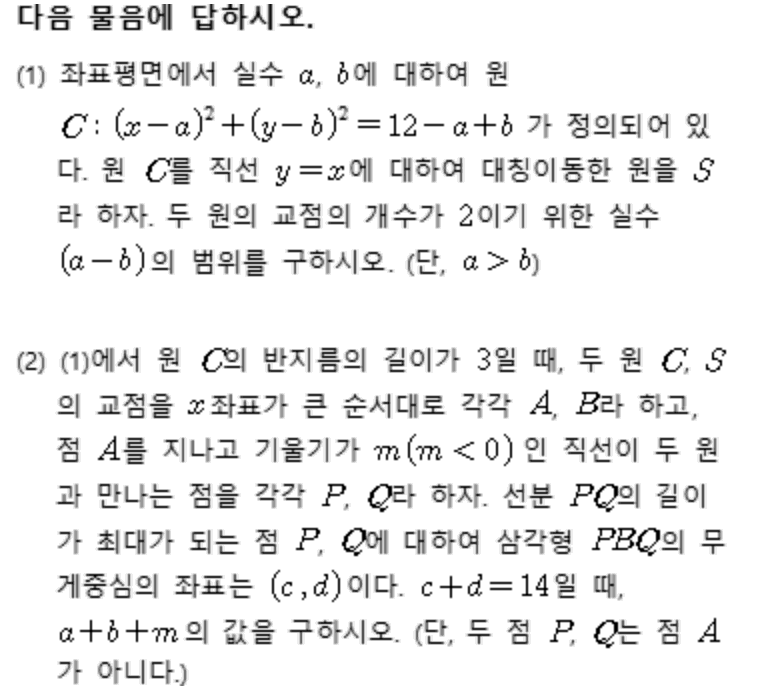 다음 물음에 답하시오.
(1) 좌표평면에서 실수 a, b에 대하여 원
C: (x-a)²+(y-b)²=12-a+b 가 정의되어 있
다. 원 C를 직선 y=x에 대하여 대칭이동한 원을 S
라 하자. 두 원의 교점의 개수가 2이기 위한 실수
(a-b)의 범위를 구하시오. (단, a>b)
(2) (1)에서 원 C의 반지름의 길이가 3일 때, 두 원 C, S
의 교점을 x좌표가 큰 순서대로 각각 A, B라 하고,
점 A를 지나고 기울기가 m(m<0)인 직선이 두 원
과 만나는 점을 각각 P, Q라 하자. 선분 PQ의 길이
가 최대가 되는 점 P, Q에 대하여 삼각형 PBQ의 무
게중심의 좌표는 (c,d)이다. c+d=14일 때,
a+b+m의 값을 구하시오. (단, 두 점 P, Q는 점 A
가 아니다.)